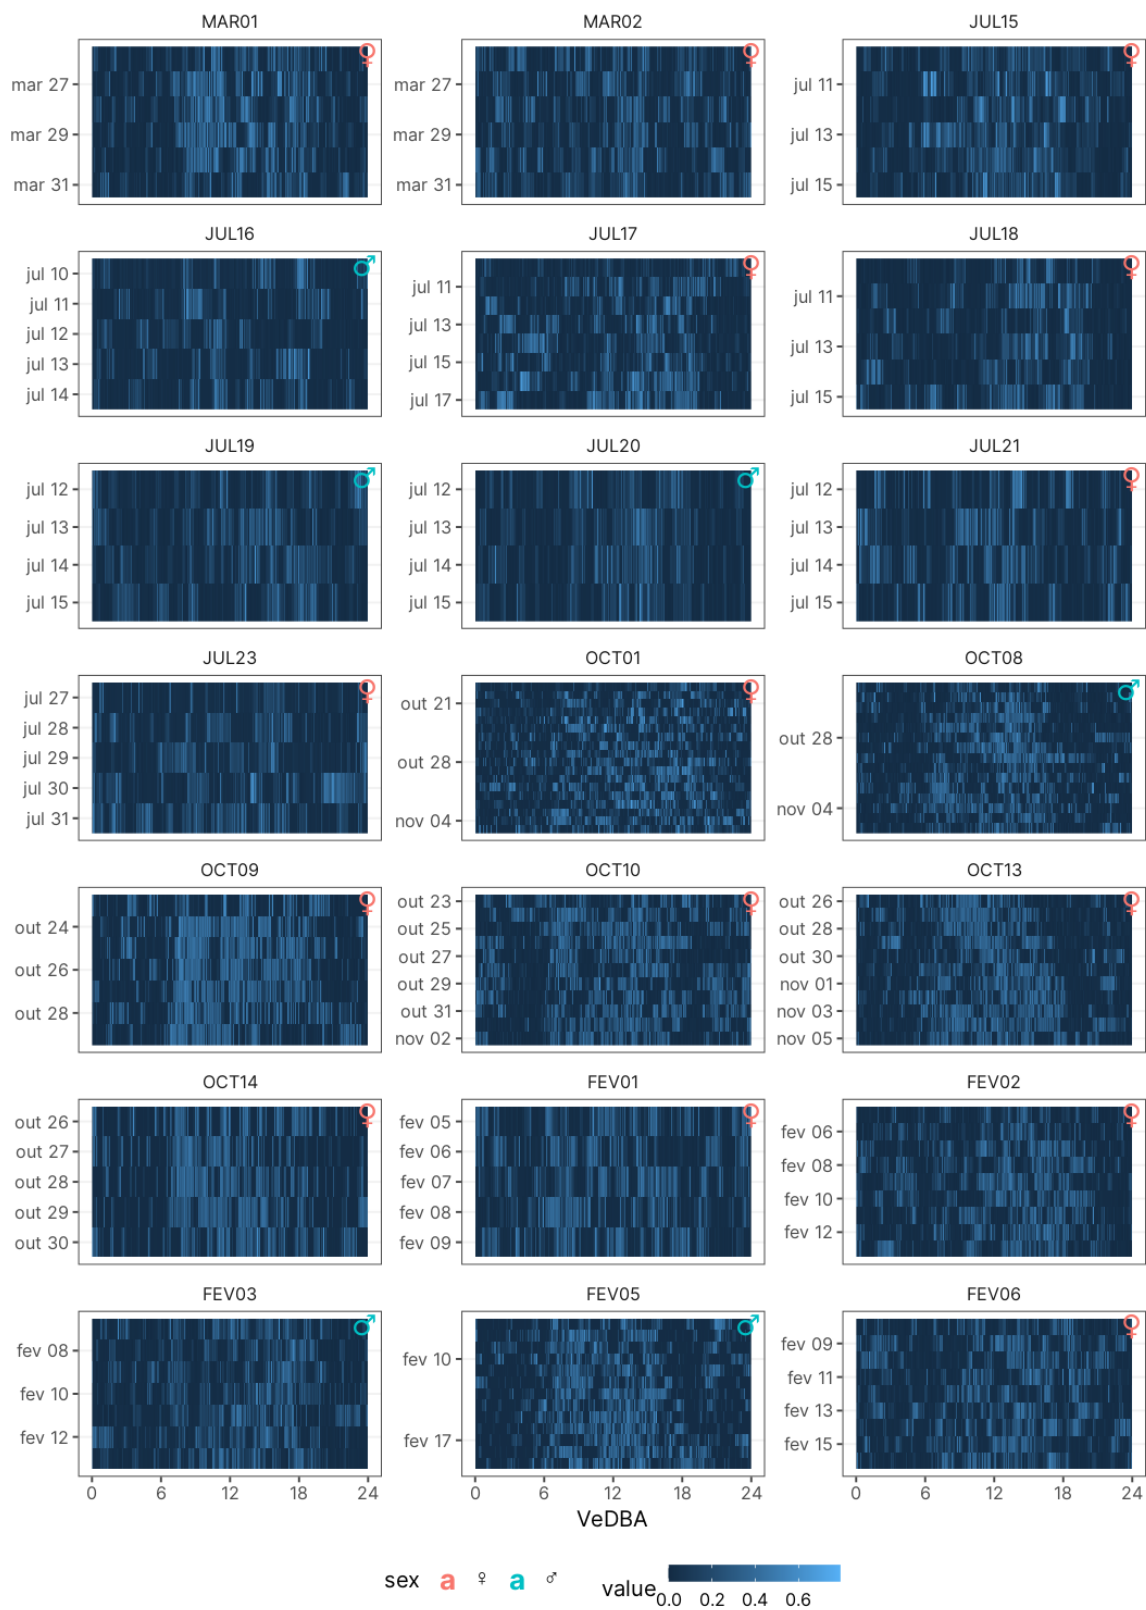 MAR01 MAR02 JUL15
♀ ♀ ♀
mar 27 mar 27 jul 11
mar 29 mar 29 jul 13
mar 31 mar 31 jul 15
JUL16 JUL17 JUL18
♂ ♀ ♀
jul 10 jul 11 jul 11
jul 11 jul 13 jul 13
jul 12 jul 15 jul 15
jul 13 jul 17
jul 14
JUL19 JUL20 JUL21
♂ ♂ ♀
jul 12 jul 12 jul 12
jul 13 jul 13 jul 13
jul 14 jul 14 jul 14
jul 15 jul 15 jul 15
JUL23 OCT01 OCT08
♀ ♀ ♂
jul 27 out 21 out 28
jul 28 out 28 nov 04
jul 29 nov 04
jul 30
jul 31
OCT09 OCT10 OCT13
♀ ♀ ♀
out 24 out 23 out 26
out 26 out 25 out 28
out 28 out 27 out 30
out 29 nov 01
out 31 nov 03
nov 02 nov 05
OCT14 FEV01 FEV02
♀ ♀ ♀
out 26 fev 05 fev 06
out 27 fev 06 fev 08
out 28 fev 07 fev 10
out 29 fev 08 fev 12
out 30 fev 09
FEV03 FEV05 FEV06
♂ ♂ ♀
fev 08 fev 10 fev 09
fev 10 fev 17 fev 11
fev 12 fev 13
fev 15
0 6 12 18 24 0 6 12 18 24 0 6 12 18 24
VeDBA
sex a ♀ a ♂ value
0.0 0.2 0.4 0.6